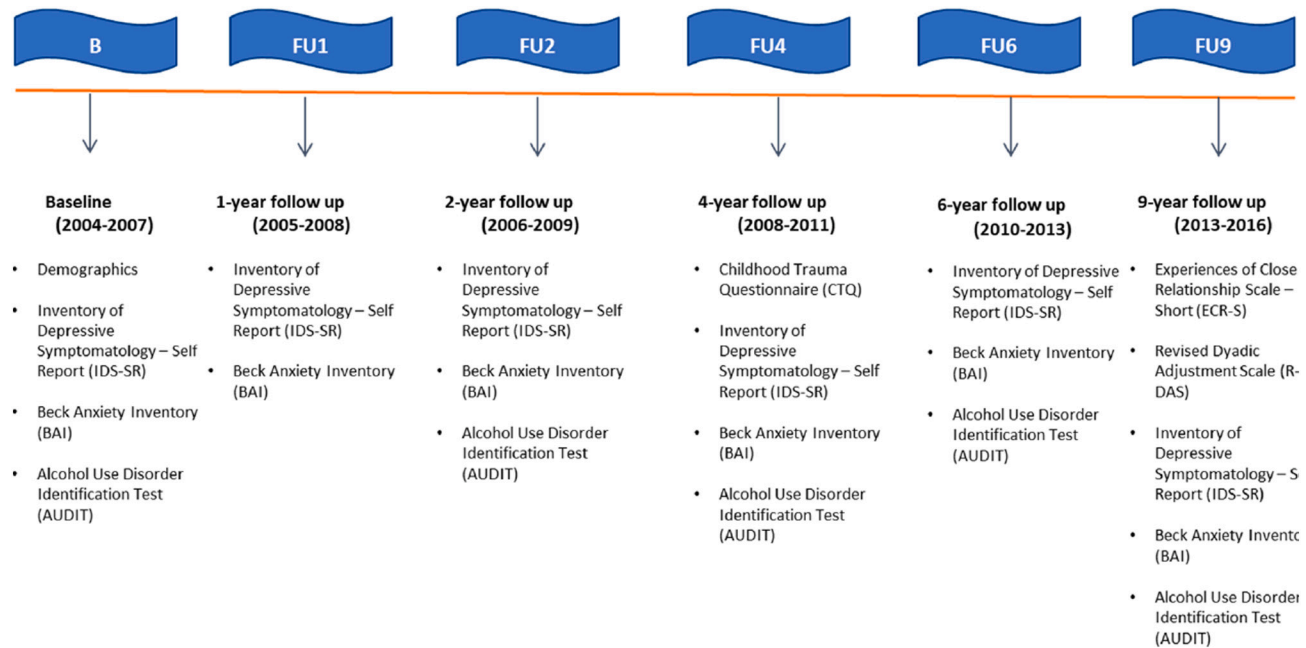 B
FU1
FU2
FU4
FU6
FU9
Baseline
(2004-2007)
• Demographics
• Inventory of
Depressive
Symptomatology – Self
Report (IDS-SR)
• Beck Anxiety Inventory
(BAI)
• Alcohol Use Disorder
Identification Test
(AUDIT)
1-year follow up
(2005-2008)
• Inventory of
Depressive
Symptomatology – Self
Report (IDS-SR)
• Beck Anxiety Inventory
(BAI)
2-year follow up
(2006-2009)
• Inventory of
Depressive
Symptomatology – Self
Report (IDS-SR)
• Beck Anxiety Inventory
(BAI)
• Alcohol Use Disorder
Identification Test
(AUDIT)
4-year follow up
(2008-2011)
• Childhood Trauma
Questionnaire (CTQ)
• Inventory of
Depressive
Symptomatology – Self
Report (IDS-SR)
• Beck Anxiety Inventory
(BAI)
• Alcohol Use Disorder
Identification Test
(AUDIT)
6-year follow up
(2010-2013)
• Inventory of Depressive
Symptomatology – Self
Report (IDS-SR)
• Beck Anxiety Inventory
(BAI)
• Alcohol Use Disorder
Identification Test
(AUDIT)
9-year follow up
(2013-2016)
• Experiences of Close
Relationship Scale –
Short (ECR-S)
• Revised Dyadic
Adjustment Scale (R-
DAS)
• Inventory of
Depressive
Symptomatology – S
Report (IDS-SR)
• Beck Anxiety Invento
(BAI)
• Alcohol Use Disorder
Identification Test
(AUDIT)